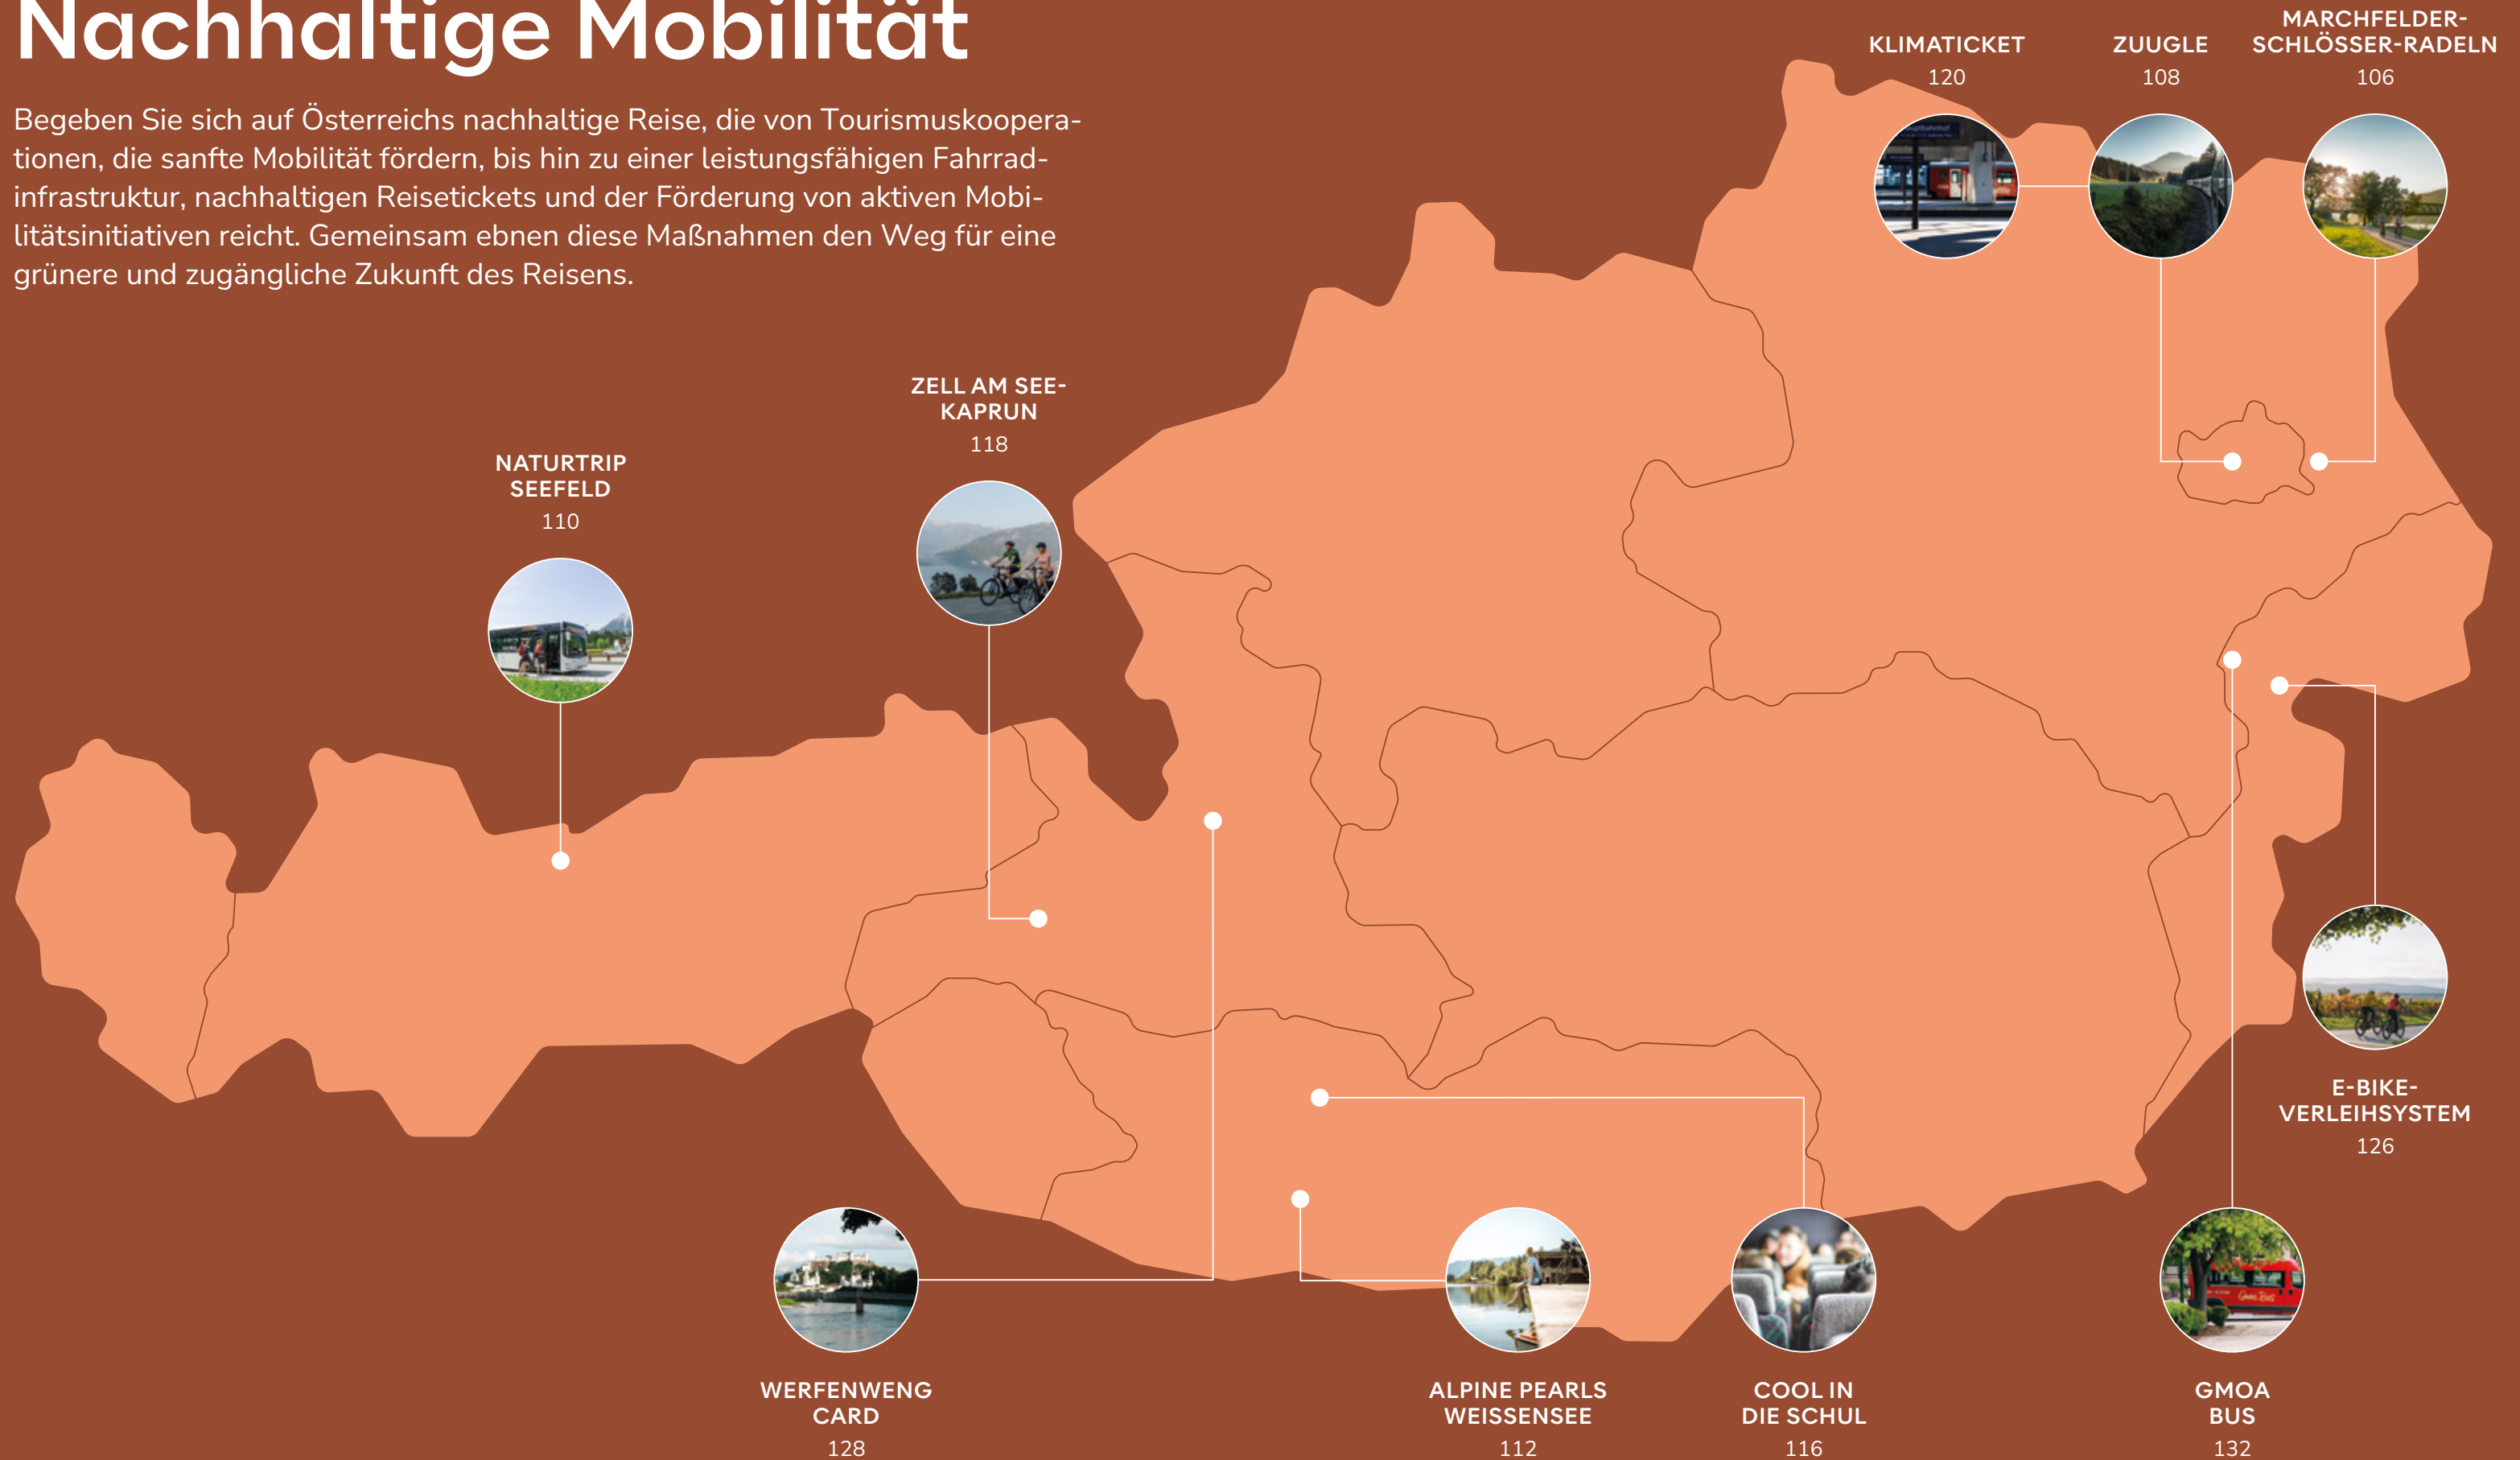 Nachhaltige Mobilität
Begeben Sie sich auf Österreichs nachhaltige Reise, die von Tourismuskoopera-
tionen, die sanfte Mobilität fördern, bis hin zu einer leistungsfähigen Fahrrad-
infrastruktur, nachhaltigen Reisetickets und der Förderung von aktiven Mobi-
litätsinitiativen reicht. Gemeinsam ebnen diese Maßnahmen den Weg für eine
grünere und zugängliche Zukunft des Reisens.
KLIMATICKET
120
ZUUGLE
108
MARCHFELDER-
SCHLÖSSER-RADELN
106
ZELL AM SEE-
KAPRUN
118
NATURTRIP
SEEFELD
110
E-BIKE-
VERLEIHSYSTEM
126
WERFENWENG
CARD
128
ALPINE PEARLS
WEISSENSEE
112
COOL IN
DIE SCHUL
116
GMOA
BUS
132